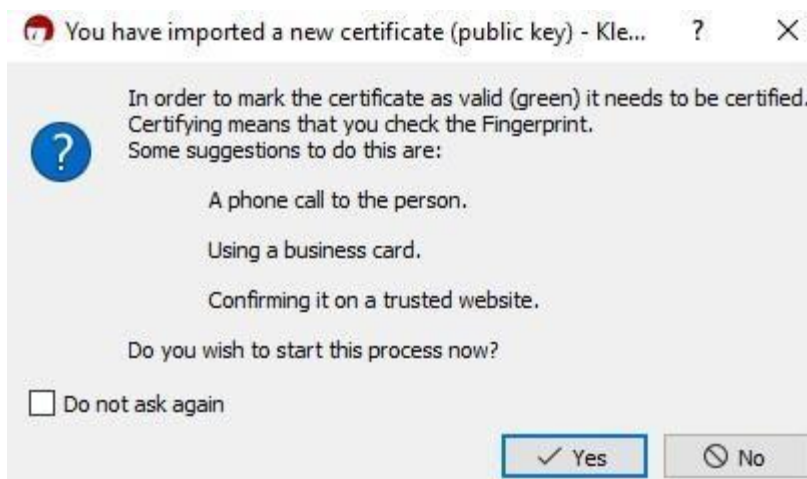 You have imported a new certificate (public key) - Kle... ? ✕
In order to mark the certificate as valid (green) it needs to be certified.
Certifying means that you check the Fingerprint.
Some suggestions to do this are:
A phone call to the person.
Using a business card.
Confirming it on a trusted website.
Do you wish to start this process now?
Do not ask again
Yes No